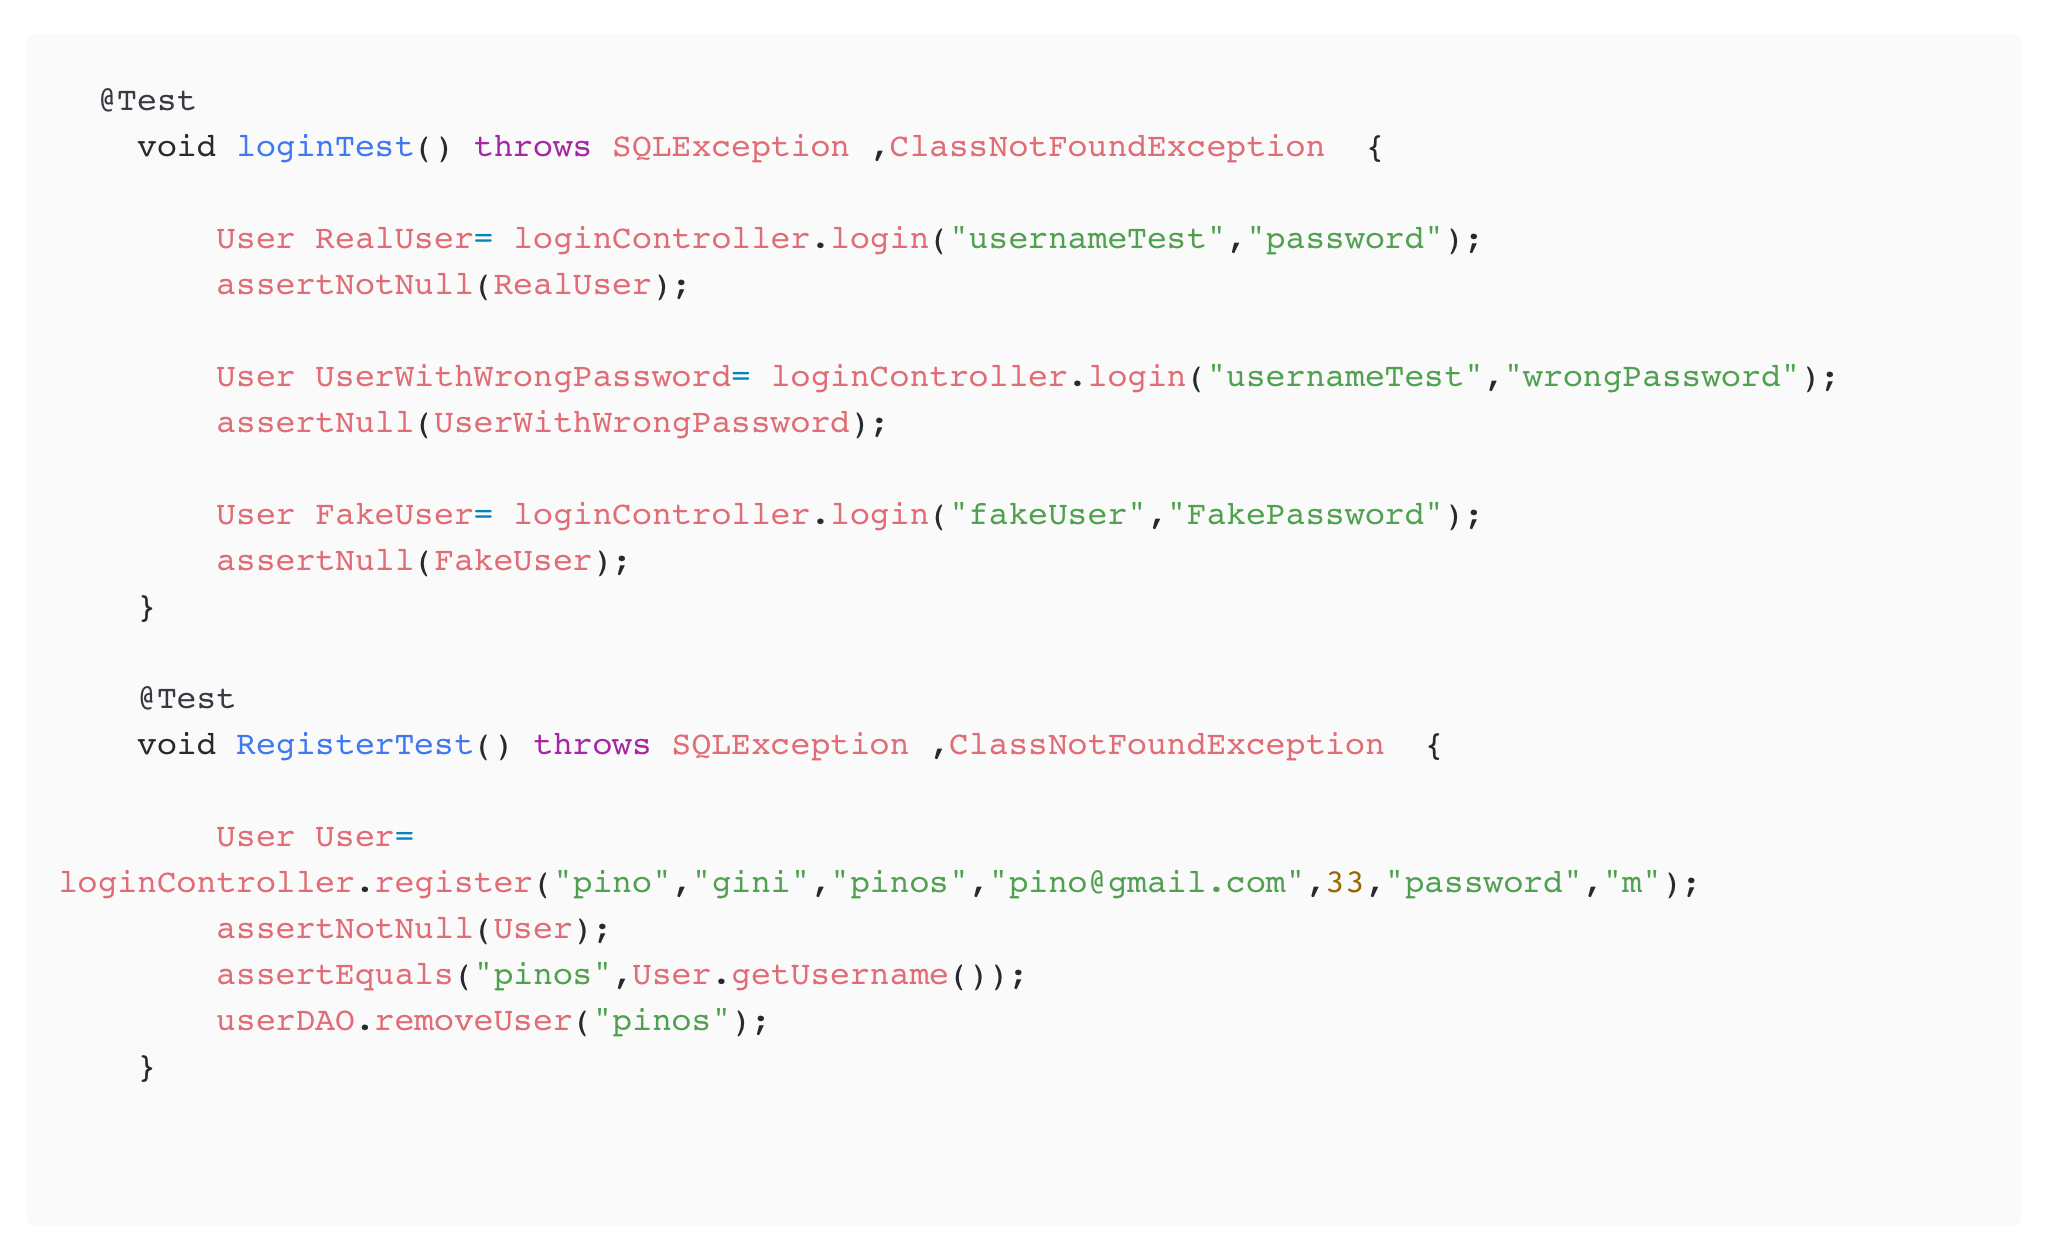 @Test
void loginTest() throws SQLException ,ClassNotFoundException  {
User RealUser= loginController.login("usernameTest","password");
assertNotNull(RealUser);
User UserWithWrongPassword= loginController.login("usernameTest","wrongPassword");
assertNull(UserWithWrongPassword);
User FakeUser= loginController.login("fakeUser","FakePassword");
assertNull(FakeUser);
}
@Test
void RegisterTest() throws SQLException ,ClassNotFoundException  {
User User=
loginController.register("pino","gini","pinos","pino@gmail.com",33,"password","m");
assertNotNull(User);
assertEquals("pinos",User.getUsername());
userDAO.removeUser("pinos");
}